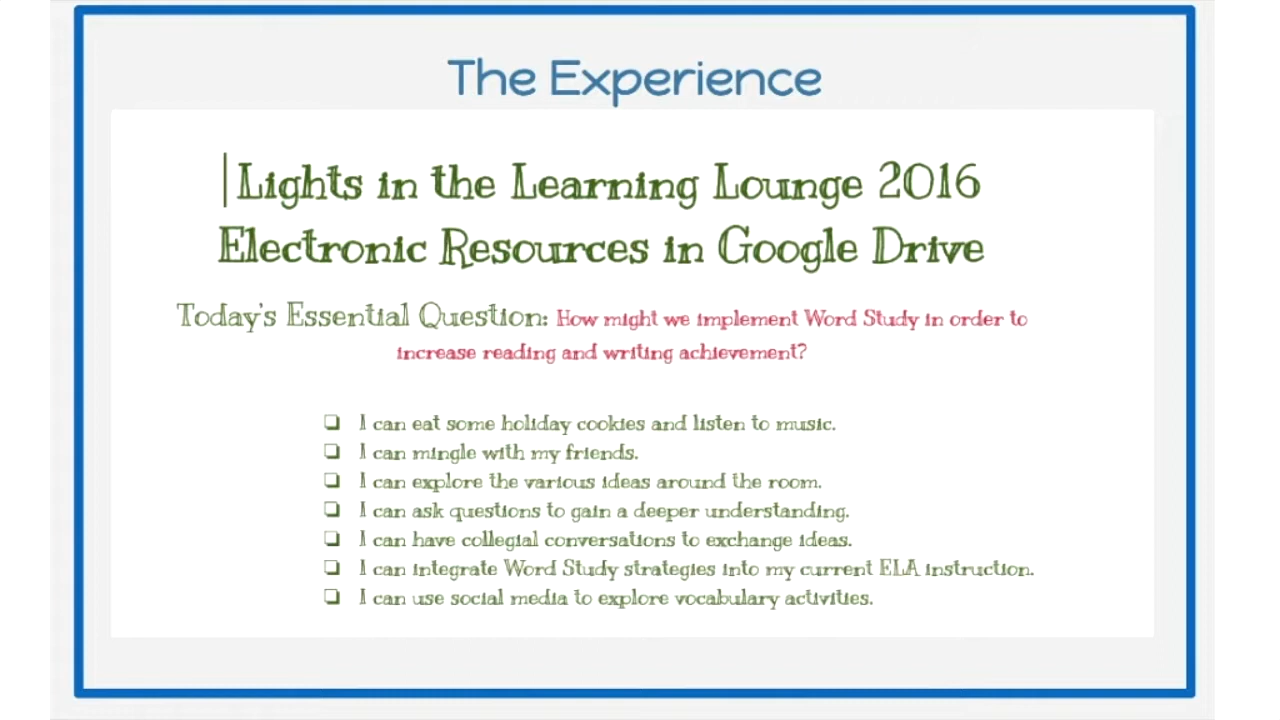 The Experience
Lights in the Learning Lounge 2016
Electronic Resources in Google Drive
Today's Essential Question: How might we implement Word Study in order to
increase reading and writing achievement?
❏ I can eat some holiday cookies and listen to music.
❏ I can mingle with my friends.
❏ I can explore the various ideas around the room.
❏ I can ask questions to gain a deeper understanding.
❏ I can have collegial conversations to exchange ideas.
❏ I can integrate Word Study strategies into my current ELA instruction.
❏ I can use social media to explore vocabulary activities.